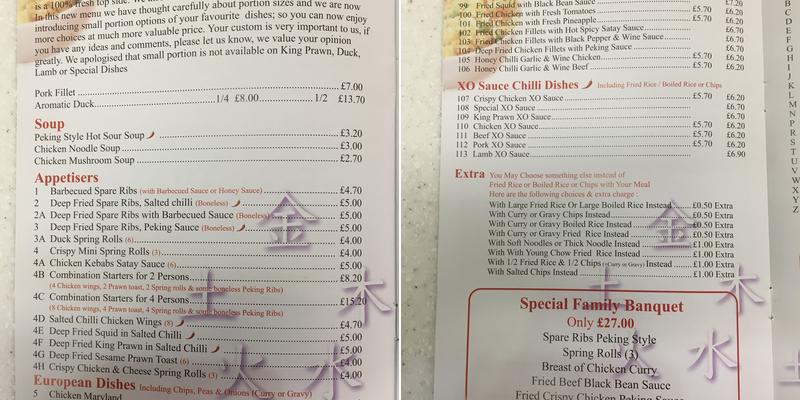 is a 100% fresh top side.
In this new menu we have thought carefully about portion sizes and we are now
introducing small portion options of your favourite dishes; so you can now enjoy
more choices at much more valuable price. Your custom is very important to us, if
you have any ideas and comments, please let us know, we value your opinion
greatly. We apologised that small portion is not available on King Prawn, Duck,
Lamb or Special Dishes
Pork Fillet £7.00
Aromatic Duck 1/4 £8.00 1/2 £13.70
Soup
Peking Style Hot Sour Soup £3.20
Chicken Noodle Soup £3.00
Chicken Mushroom Soup £2.70
Appetisers
1 Barbecued Spare Ribs (with Barbecued Sauce or Honey Sauce) £4.70
2 Deep Fried Spare Ribs, Salted chilli (Boneless) £5.00
2A Deep Fried Spare Ribs with Barbecued Sauce (Boneless) £5.00
3 Deep Fried Spare Ribs, Peking Sauce (Boneless) £5.00
3A Duck Spring Rolls (6) £4.00
4 Crispy Mini Spring Rolls (3) £4.00
4A Chicken Kebabs Satay Sauce (6) £5.00
4B Combination Starters for 2 Persons £8.20
(4 Chicken wings, 2 Prawn toast, 2 Spring rolls & some boneless Peking Ribs)
4C Combination Starters for 4 Persons £15.20
(8 Chicken wings, 4 Prawn toast, 4 Spring rolls & some boneless Peking Ribs)
4D Salted Chilli Chicken Wings (8) £4.70
4E Deep Fried Squid in Salted Chilli £5.00
4F Deep Fried King Prawn in Salted Chilli £5.00
4G Deep Fried Sesame Prawn Toast (6) £4.00
4H Crispy Chicken & Cheese Spring Rolls (3) £4.00
European Dishes Including Chips, Peas & Onions (Curry or Gravy)
5 Chicken Maryland
金
土
木
火
水
99 Fried Squid with Black Bean Sauce £7.20
100 Fried Chicken with Fresh Tomatoes £5.70 £6.20
101 Fried Chicken with Fresh Pineapple £5.70 £6.20
102 Fried Chicken Fillets with Hot Spicy Satay Sauce £6.70
103 Fried Chicken Fillets with Black Pepper & Wine Sauce £6.70
104 Deep Fried Chicken Fillets with Peking Sauce £6.70
105 Honey Chilli Garlic & Wine Chicken £5.70 £6.20
106 Honey Chilli Garlic & Wine Beef £5.70 £6.20
XO Sauce Chilli Dishes Including Fried Rice / Boiled Rice or Chips
107 Crispy Chicken XO Sauce £5.70 £6.20
108 Special XO Sauce £6.70
109 King Prawn XO Sauce £6.70
110 Chicken XO Sauce £5.70 £6.20
111 Beef XO Sauce £5.70 £6.20
112 Pork XO Sauce £5.70 £6.20
113 Lamb XO Sauce £6.90
Extra You May Choose something else instead of
Fried Rice or Boiled Rice or Chips with Your Meal
Here are the following choices & extra charge :
With Large Fried Rice Or Large Boiled Rice Instead £0.50 Extra
With Curry or Gravy Chips Instead £0.50 Extra
With Curry or Gravy Boiled Rice Instead £0.50 Extra
With Curry or Gravy Fried Rice Instead £0.50 Extra
With Soft Noodles or Thick Noodle Instead £1.00 Extra
With With Young Chow Fried Rice Instead £1.00 Extra
With 1/2 Fried Rice & 1/2 Chips (+Curry or Gravy) Instead £1.00 Extra
With Salted Chips Instead £1.00 Extra
Special Family Banquet
Only £27.00
Spare Ribs Peking Style
Spring Rolls (3)
Breast of Chicken Curry
Fried Beef Black Bean Sauce
Fried Crispy Chicken Peking Sauce
金
土
木
火
水
B
C
D
E
F
G
H
I
J
K
L
M
N
P
R
S
T
U
V
W
X
Y
Z